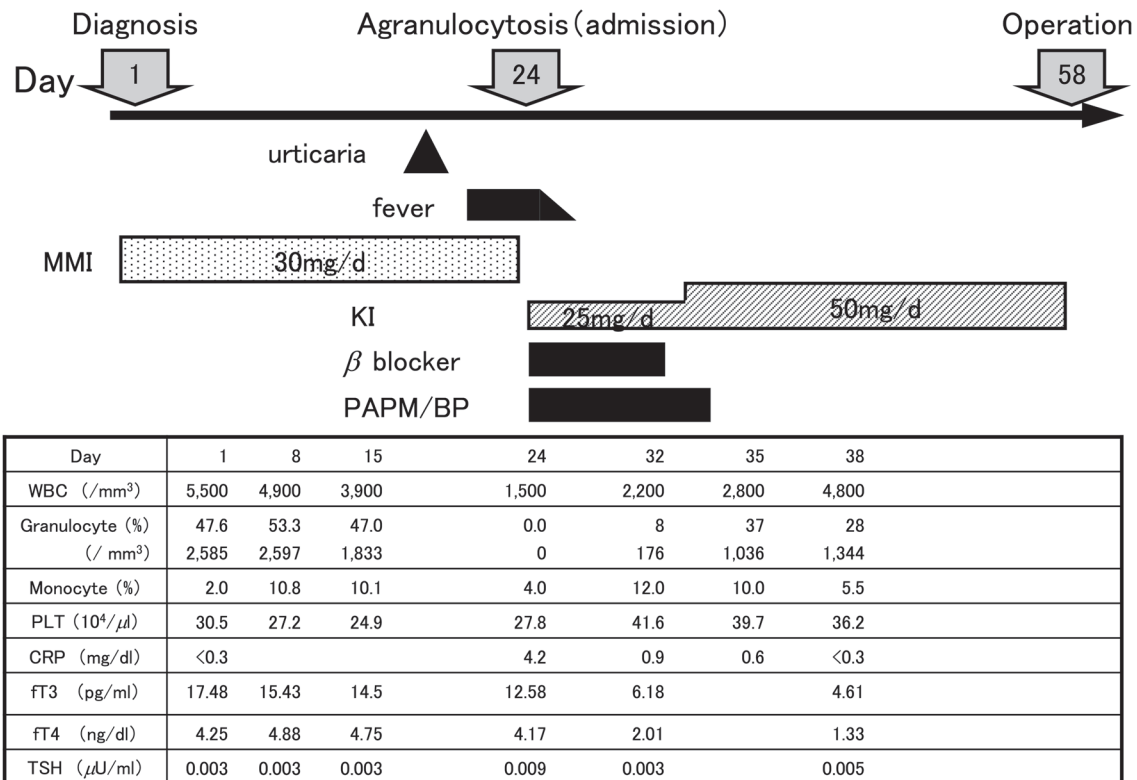 Diagnosis Agranulocytosis(admission) Operation
Day 1 24 58
urticaria
fever
MMI 30mg/d
KI 25mg/d 50mg/d
β blocker
PAPM/BP
Day 1 8 15 24 32 35 38
WBC (/mm³) 5,500 4,900 3,900 1,500 2,200 2,800 4,800
Granulocyte (%) 47.6 53.3 47.0 0.0 8 37 28
(/ mm³) 2,585 2,597 1,833 0 176 1,036 1,344
Monocyte (%) 2.0 10.8 10.1 4.0 12.0 10.0 5.5
PLT (10⁴/μl) 30.5 27.2 24.9 27.8 41.6 39.7 36.2
CRP (mg/dl) <0.3 4.2 0.9 0.6 <0.3
fT3 (pg/ml) 17.48 15.43 14.5 12.58 6.18 4.61
fT4 (ng/dl) 4.25 4.88 4.75 4.17 2.01 1.33
TSH (μU/ml) 0.003 0.003 0.003 0.009 0.003 0.005